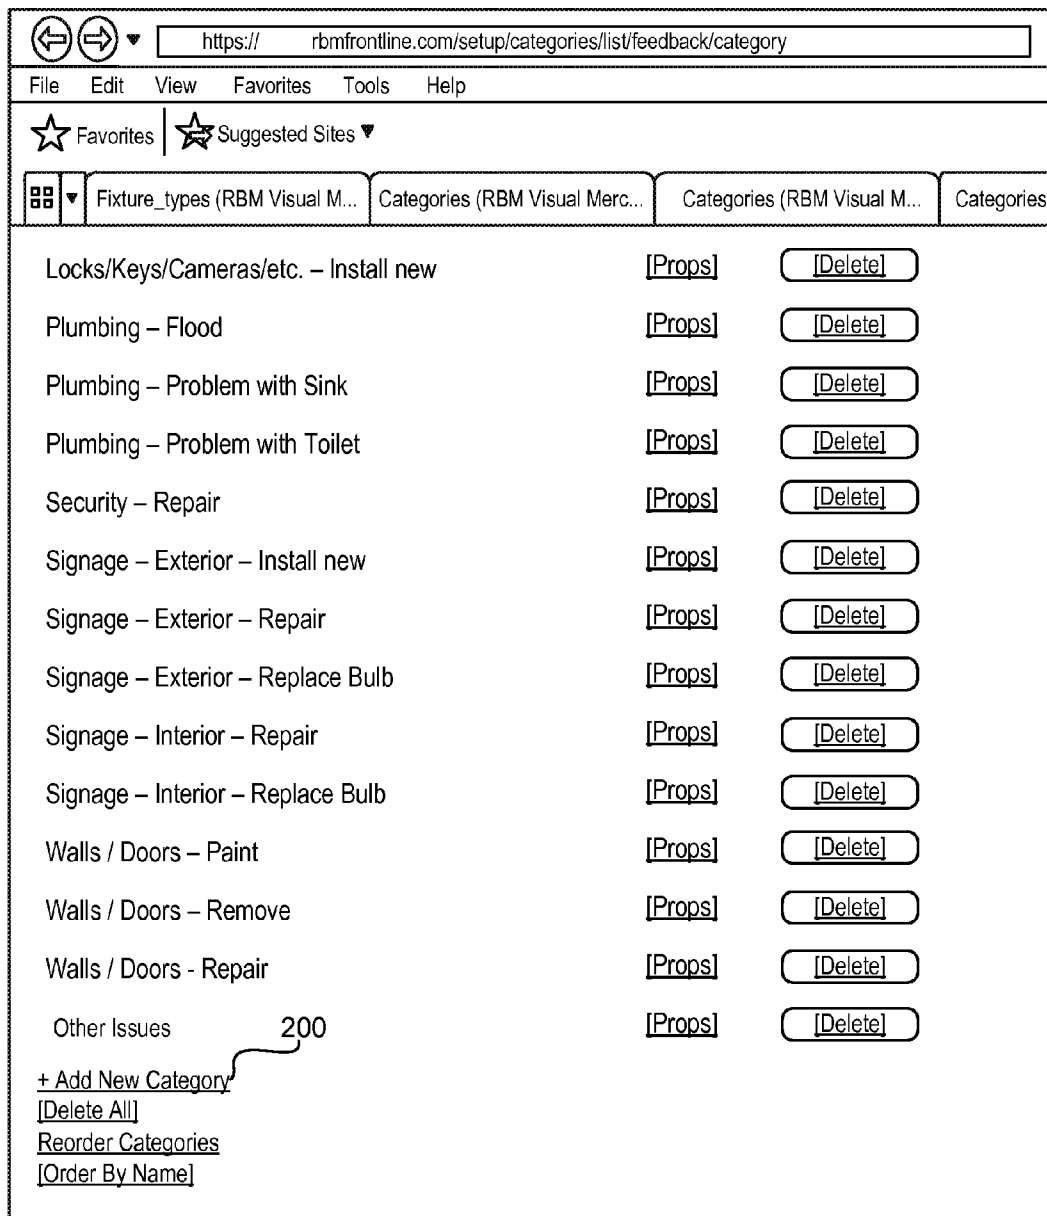 https:// rbmfrontline.com/setup/categories/list/feedback/category
File Edit View Favorites Tools Help
Favorites Suggested Sites
Fixture_types (RBM Visual M... Categories (RBM Visual Merc... Categories (RBM Visual M... Categories
Locks/Keys/Cameras/etc. – Install new [Props] [Delete]
Plumbing – Flood [Props] [Delete]
Plumbing – Problem with Sink [Props] [Delete]
Plumbing – Problem with Toilet [Props] [Delete]
Security – Repair [Props] [Delete]
Signage – Exterior – Install new [Props] [Delete]
Signage – Exterior – Repair [Props] [Delete]
Signage – Exterior – Replace Bulb [Props] [Delete]
Signage – Interior – Repair [Props] [Delete]
Signage – Interior – Replace Bulb [Props] [Delete]
Walls / Doors – Paint [Props] [Delete]
Walls / Doors – Remove [Props] [Delete]
Walls / Doors - Repair [Props] [Delete]
Other Issues 200 [Props] [Delete]
+ Add New Category
[Delete All]
Reorder Categories
[Order By Name]